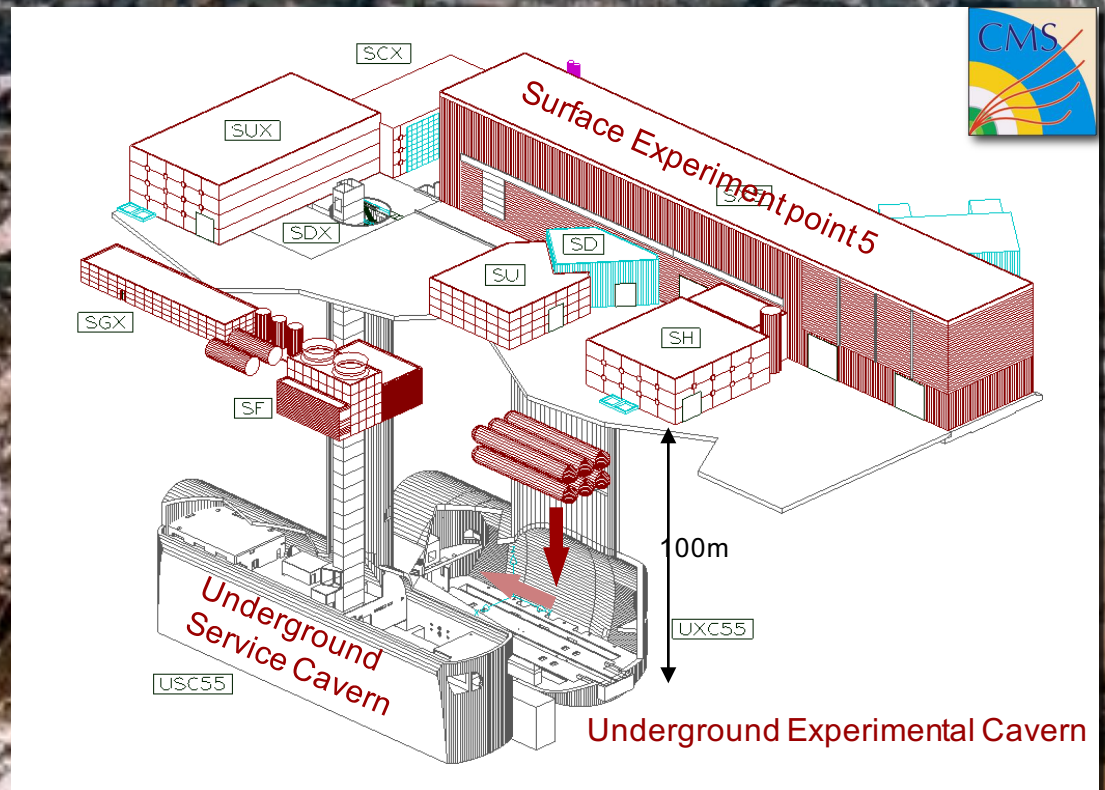 CMS
SCX
SUX
Surface Experiment point 5
SDX
SD
SU
SGX
SH
SF
100m
Underground
Service Cavern
UXC55
USC55
Underground Experimental Cavern